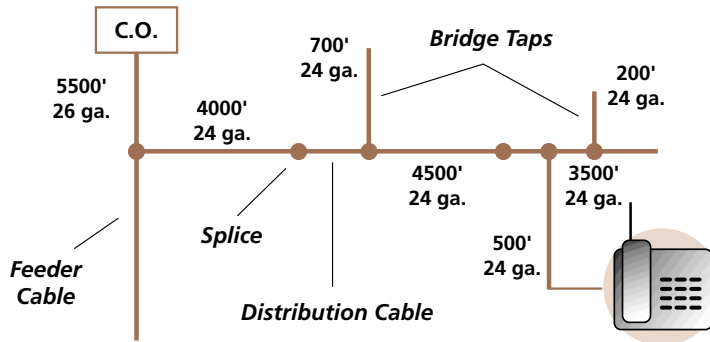 C.O.
5500'
26 ga.
4000'
24 ga.
700'
24 ga.
Bridge Taps
200'
24 ga.
4500'
24 ga.
3500'
24 ga.
Splice
500'
24 ga.
Feeder
Cable
Distribution Cable